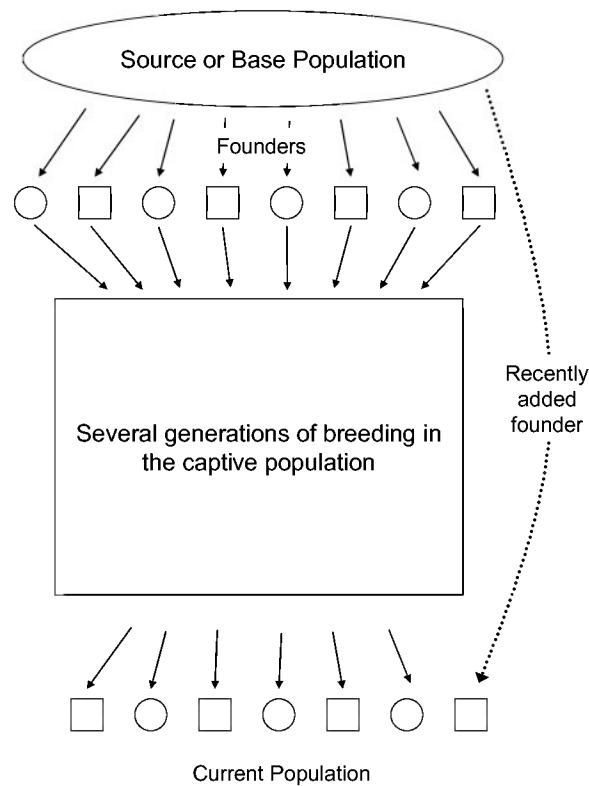 Source or Base Population
Founders
Recently
added
founder
Several generations of breeding in
the captive population
Current Population